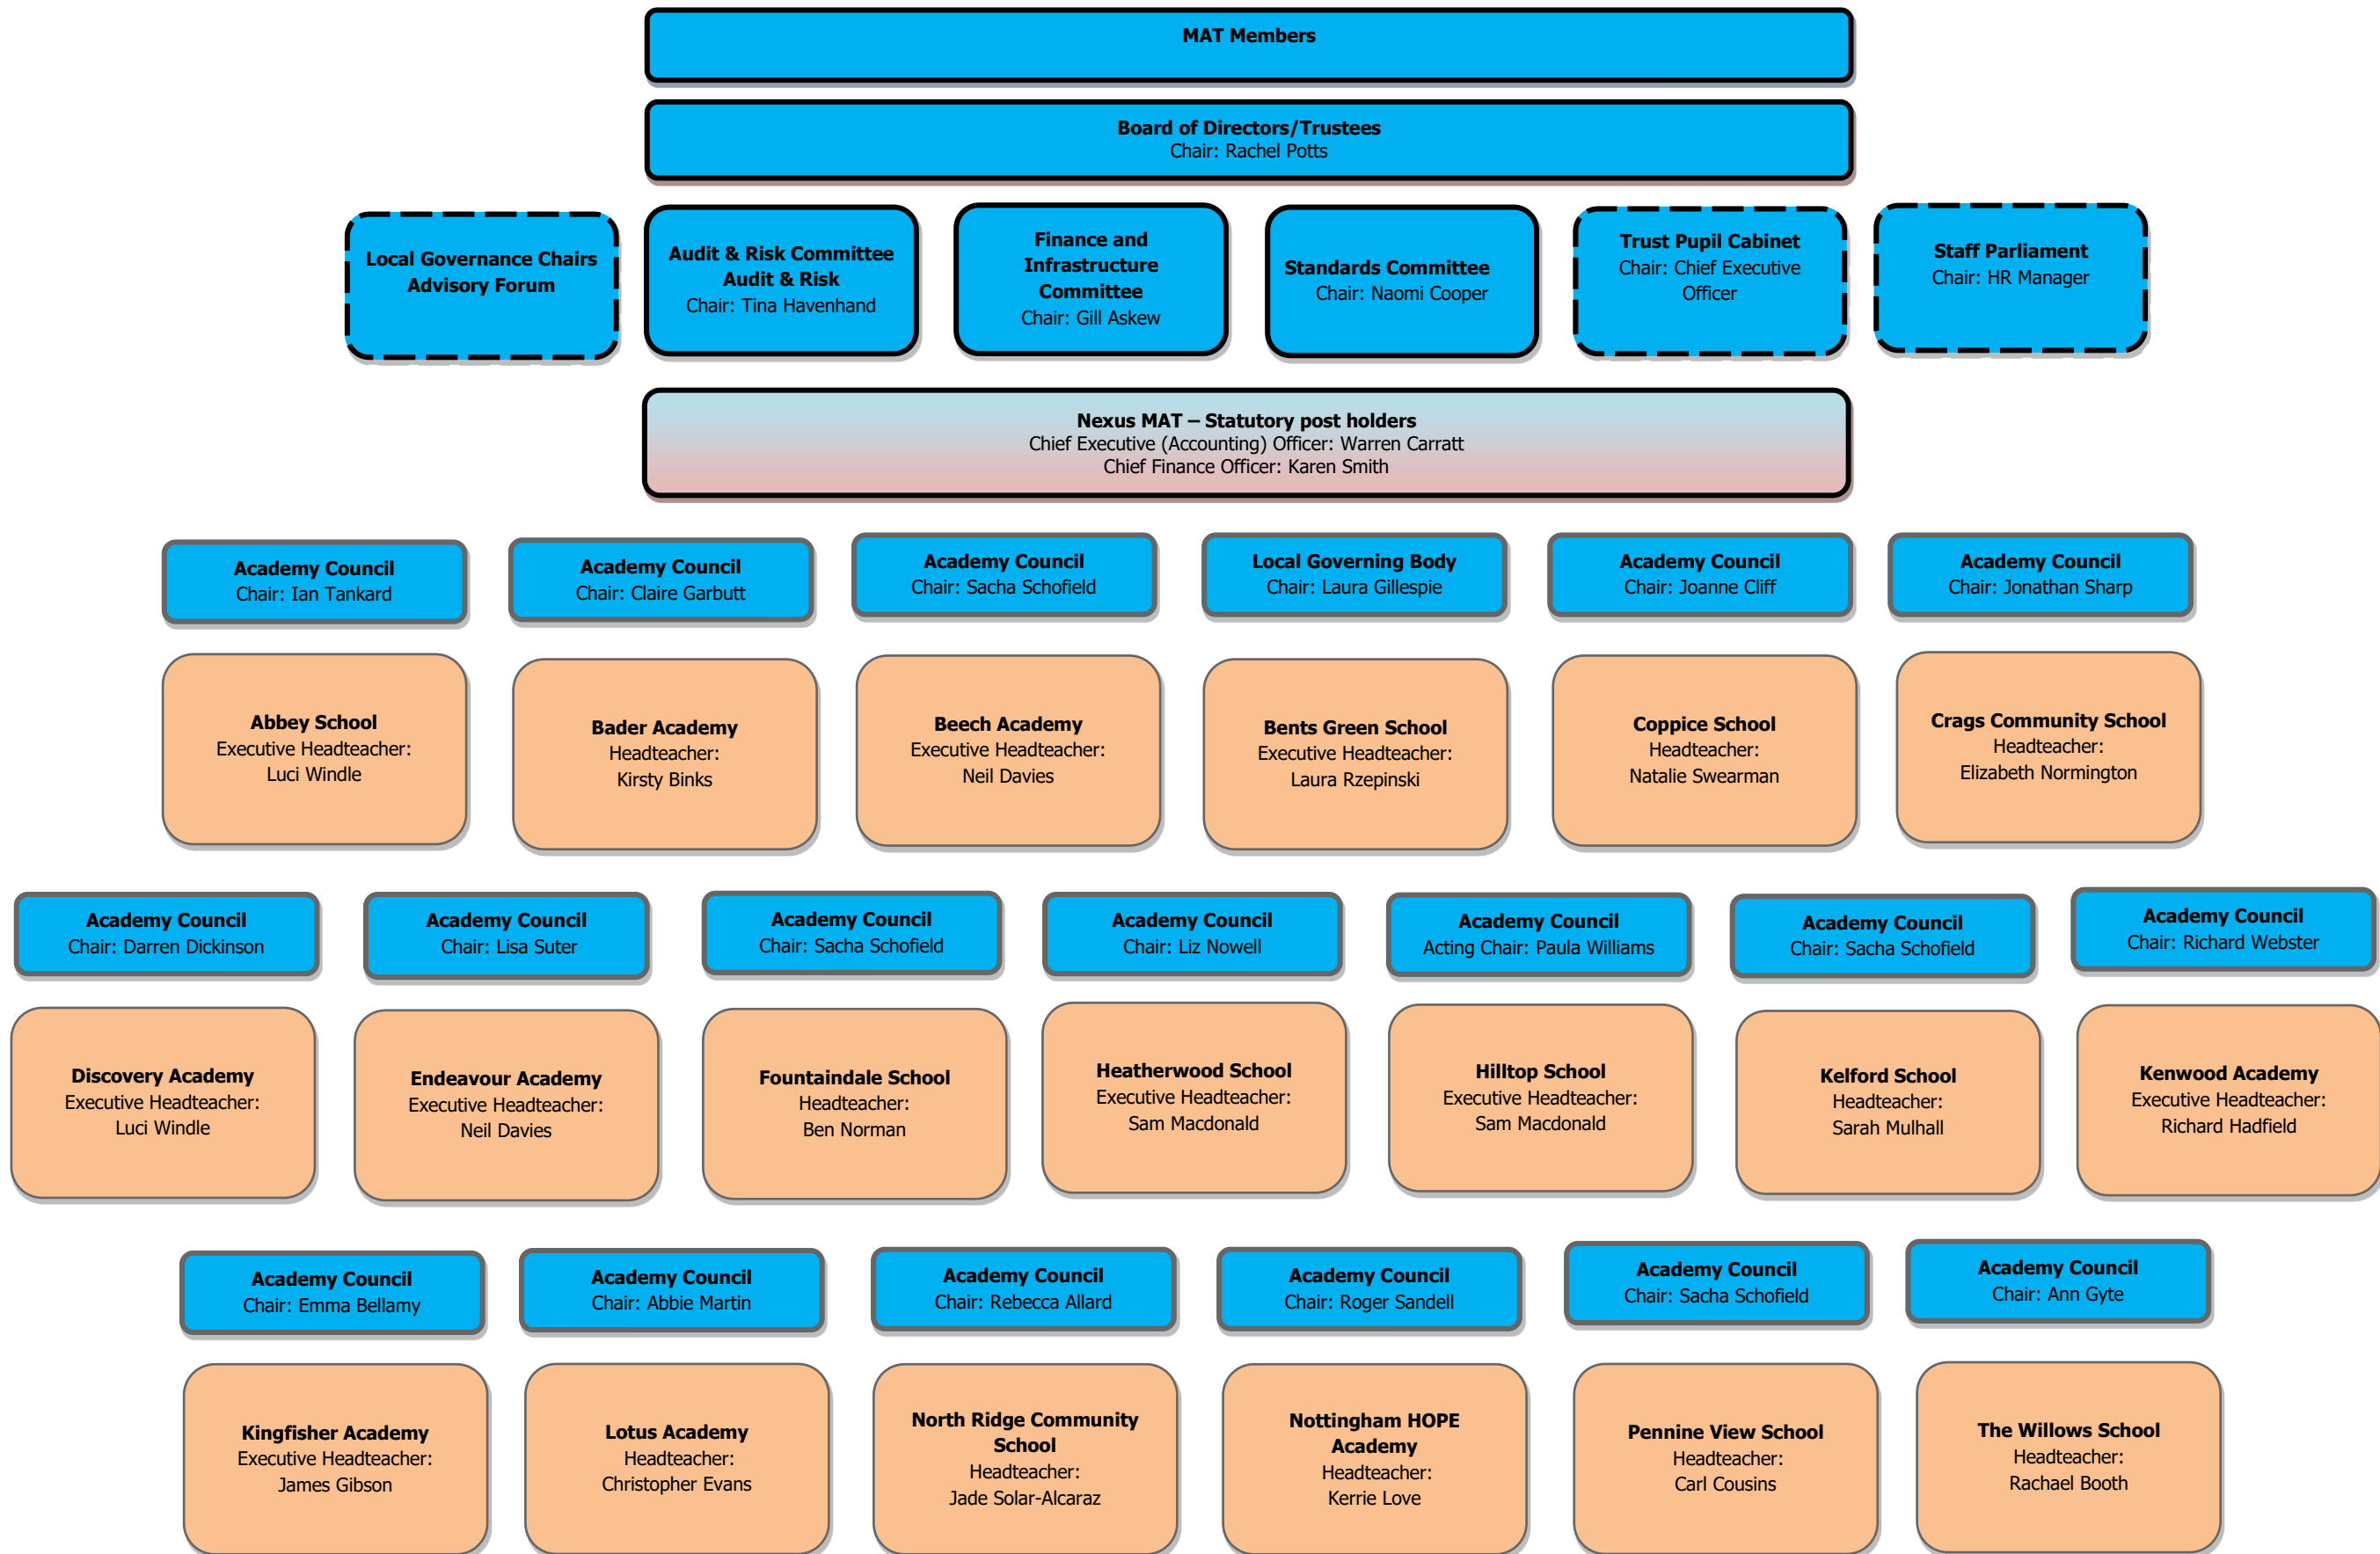 MAT Members
Board of Directors/Trustees
Chair: Rachel Potts
Local Governance Chairs
Advisory Forum
Audit & Risk Committee
Audit & Risk
Chair: Tina Havenhand
Finance and
Infrastructure
Committee
Chair: Gill Askew
Standards Committee
Chair: Naomi Cooper
Trust Pupil Cabinet
Chair: Chief Executive
Officer
Staff Parliament
Chair: HR Manager
Nexus MAT – Statutory post holders
Chief Executive (Accounting) Officer: Warren Carratt
Chief Finance Officer: Karen Smith
Academy Council
Chair: Ian Tankard
Academy Council
Chair: Claire Garbutt
Academy Council
Chair: Sacha Schofield
Local Governing Body
Chair: Laura Gillespie
Academy Council
Chair: Joanne Cliff
Academy Council
Chair: Jonathan Sharp
Abbey School
Executive Headteacher:
Luci Windle
Bader Academy
Headteacher:
Kirsty Binks
Beech Academy
Executive Headteacher:
Neil Davies
Bents Green School
Executive Headteacher:
Laura Rzepinski
Coppice School
Headteacher:
Natalie Swearman
Crags Community School
Headteacher:
Elizabeth Normington
Academy Council
Chair: Darren Dickinson
Academy Council
Chair: Lisa Suter
Academy Council
Chair: Sacha Schofield
Academy Council
Chair: Liz Nowell
Academy Council
Acting Chair: Paula Williams
Academy Council
Chair: Sacha Schofield
Academy Council
Chair: Richard Webster
Discovery Academy
Executive Headteacher:
Luci Windle
Endeavour Academy
Executive Headteacher:
Neil Davies
Fountaindale School
Headteacher:
Ben Norman
Heatherwood School
Executive Headteacher:
Sam Macdonald
Hilltop School
Executive Headteacher:
Sam Macdonald
Kelford School
Headteacher:
Sarah Mulhall
Kenwood Academy
Executive Headteacher:
Richard Hadfield
Academy Council
Chair: Emma Bellamy
Academy Council
Chair: Abbie Martin
Academy Council
Chair: Rebecca Allard
Academy Council
Chair: Roger Sandell
Academy Council
Chair: Sacha Schofield
Academy Council
Chair: Ann Gyte
Kingfisher Academy
Executive Headteacher:
James Gibson
Lotus Academy
Headteacher:
Christopher Evans
North Ridge Community
School
Headteacher:
Jade Solar-Alcaraz
Nottingham HOPE
Academy
Headteacher:
Kerrie Love
Pennine View School
Headteacher:
Carl Cousins
The Willows School
Headteacher:
Rachael Booth